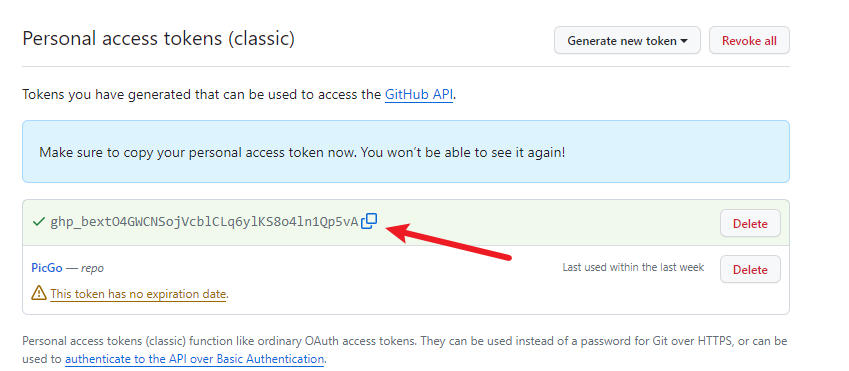 Personal access tokens (classic)
Generate new token
Revoke all
Tokens you have generated that can be used to access the GitHub API.
Make sure to copy your personal access token now. You won't be able to see it again!
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
Delete
PicGo — repo
Last used within the last week
Delete
This token has no expiration date.
Personal access tokens (classic) function like ordinary OAuth access tokens. They can be used instead of a password for Git over HTTPS, or can be
used to authenticate to the API over Basic Authentication.